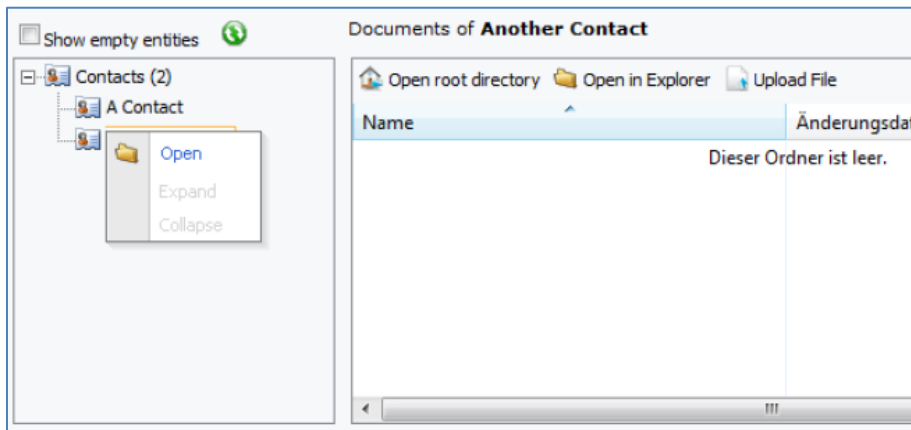 Show empty entities
Documents of Another Contact
Contacts (2)
A Contact
Open
Expand
Collapse
Open root directory Open in Explorer Upload File
Name
Dieser Ordner ist leer.